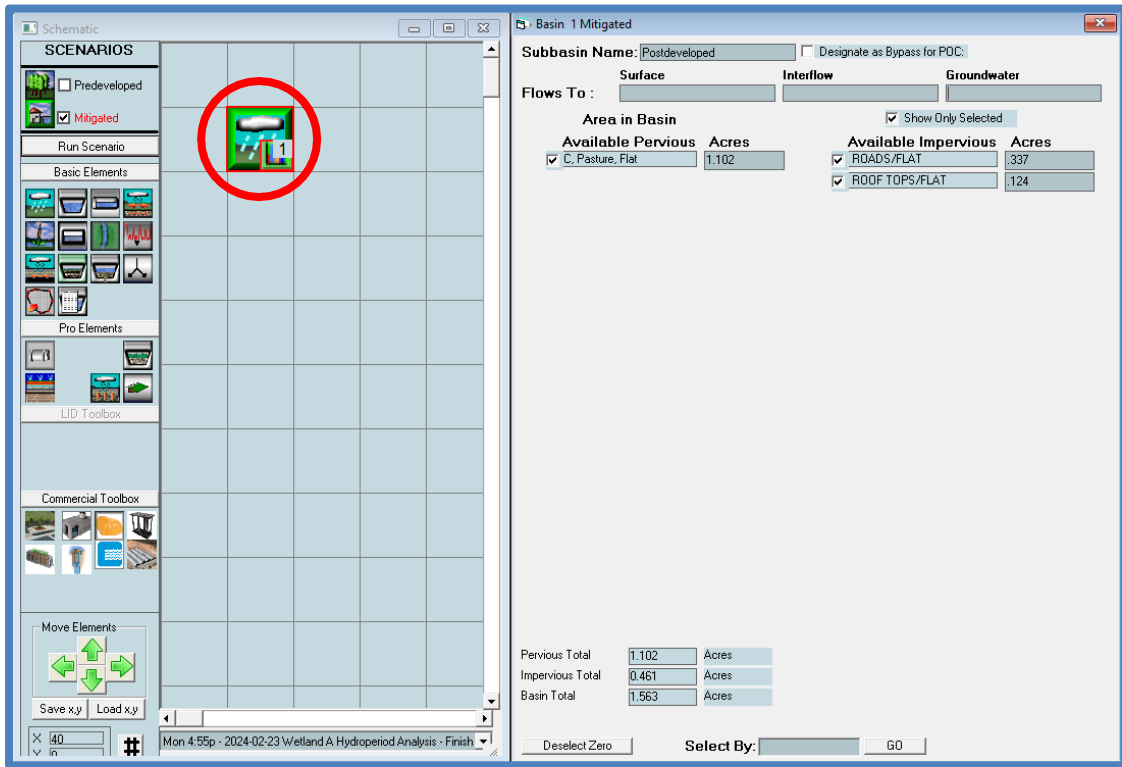 Schematic
SCENARIOS
Predeveloped
Mitigated
Run Scenario
Basic Elements
Pro Elements
LID Toolbox
Commercial Toolbox
Move Elements
Save x,y Load x,y
X 40
Y 0
#
1
Mon 4:55p - 2024-02-23 Wetland A Hydroperiod Analysis - Finish
Basin 1 Mitigated
Subbasin Name: Postdeveloped Designate as Bypass for POC:
Surface Interflow Groundwater
Flows To :
Area in Basin Show Only Selected
Available Pervious Acres Available Impervious Acres
C, Pasture, Flat 1.102 ROADS/FLAT .337
ROOF TOPS/FLAT .124
Pervious Total 1.102 Acres
Impervious Total 0.461 Acres
Basin Total 1.563 Acres
Deselect Zero Select By: GO